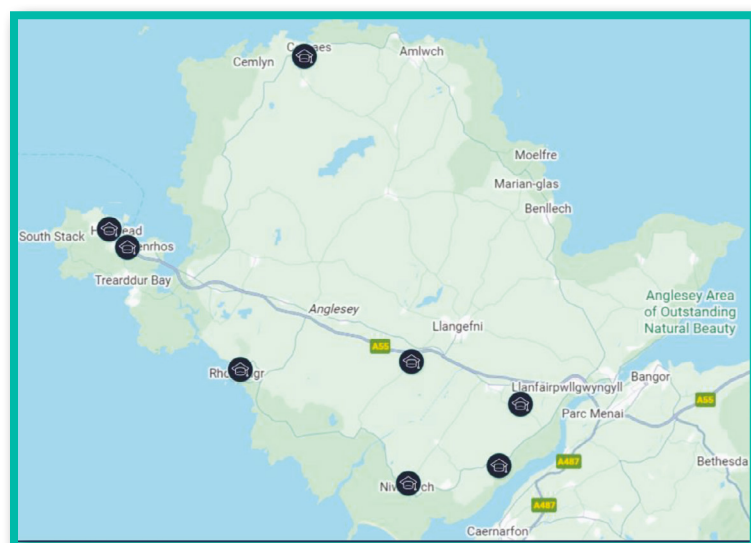 Amlwch
Cemlyn
Moelfre
Marian-glas
Benllech
South Stack
Trearddur Bay
Anglesey Area
of Outstanding
Natural Beauty
Anglesey
Llangefni
A55
Llanfairpwllgwyngyll
Bangor
A55
Parc Menai
A487
Bethesda
A487
Caernarfon